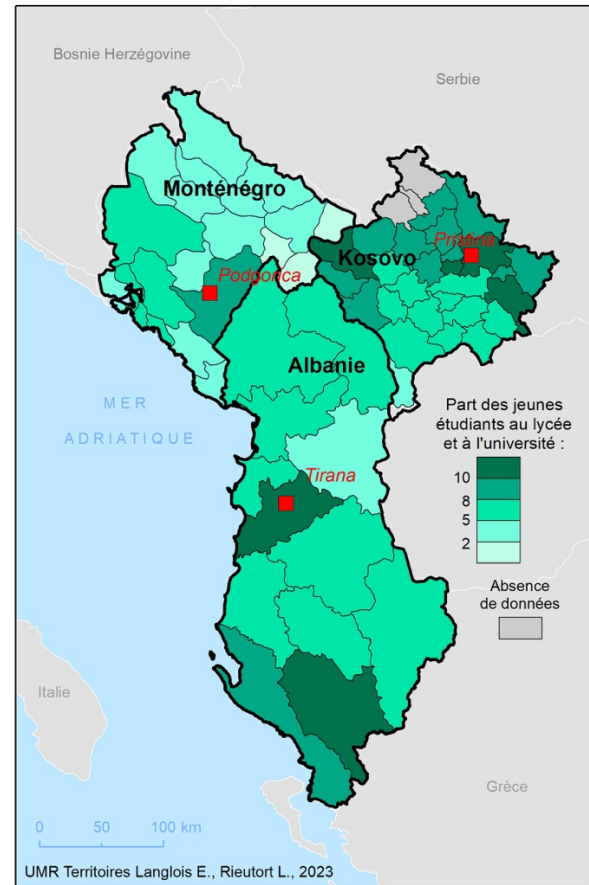 Bosnie Herzégovine
Serbie
Monténégro
Pristina
Kosovo
Podgorica
Albanie
MER
ADRIATIQUE
Part des jeunes
étudiants au lycée
et à l'université :
10
8
5
2
Tirana
Absence
de données
Italie
Grèce
0 50 100 km
UMR Territoires Langlois E., Rieutort L., 2023